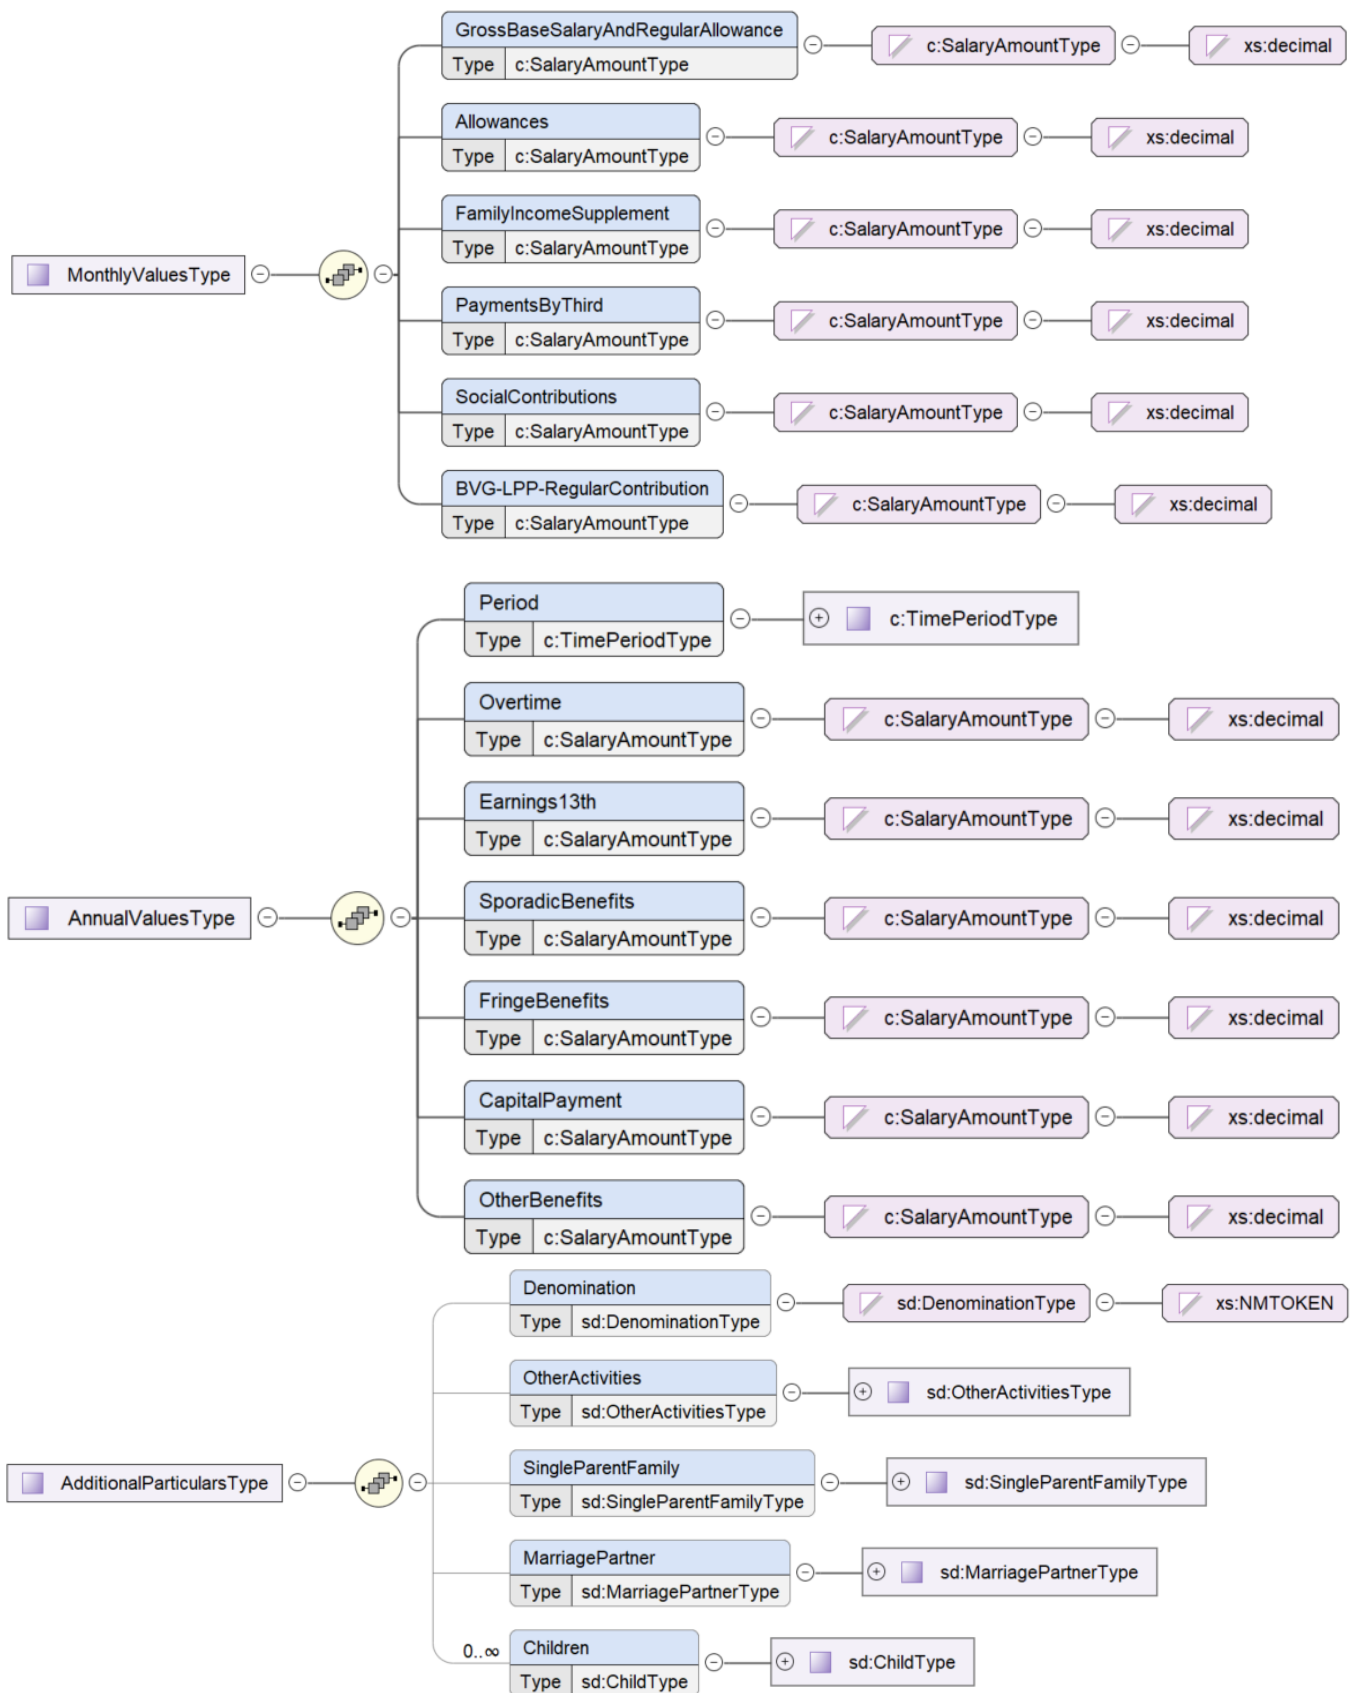 GrossBaseSalaryAndRegularAllowance
Type c:SalaryAmountType
c:SalaryAmountType
xs:decimal
Allowances
Type c:SalaryAmountType
c:SalaryAmountType
xs:decimal
FamilyIncomeSupplement
Type c:SalaryAmountType
c:SalaryAmountType
xs:decimal
MonthlyValuesType
PaymentsByThird
Type c:SalaryAmountType
c:SalaryAmountType
xs:decimal
SocialContributions
Type c:SalaryAmountType
c:SalaryAmountType
xs:decimal
BVG-LPP-RegularContribution
Type c:SalaryAmountType
c:SalaryAmountType
xs:decimal
Period
Type c:TimePeriodType
c:TimePeriodType
Overtime
Type c:SalaryAmountType
c:SalaryAmountType
xs:decimal
Earnings13th
Type c:SalaryAmountType
c:SalaryAmountType
xs:decimal
AnnualValuesType
SporadicBenefits
Type c:SalaryAmountType
c:SalaryAmountType
xs:decimal
FringeBenefits
Type c:SalaryAmountType
c:SalaryAmountType
xs:decimal
CapitalPayment
Type c:SalaryAmountType
c:SalaryAmountType
xs:decimal
OtherBenefits
Type c:SalaryAmountType
c:SalaryAmountType
xs:decimal
Denomination
Type sd:DenominationType
sd:DenominationType
xs:NMTOKEN
OtherActivities
Type sd:OtherActivitiesType
sd:OtherActivitiesType
AdditionalParticularsType
SingleParentFamily
Type sd:SingleParentFamilyType
sd:SingleParentFamilyType
MarriagePartner
Type sd:MarriagePartnerType
sd:MarriagePartnerType
0..∞
Children
Type sd:ChildType
sd:ChildType